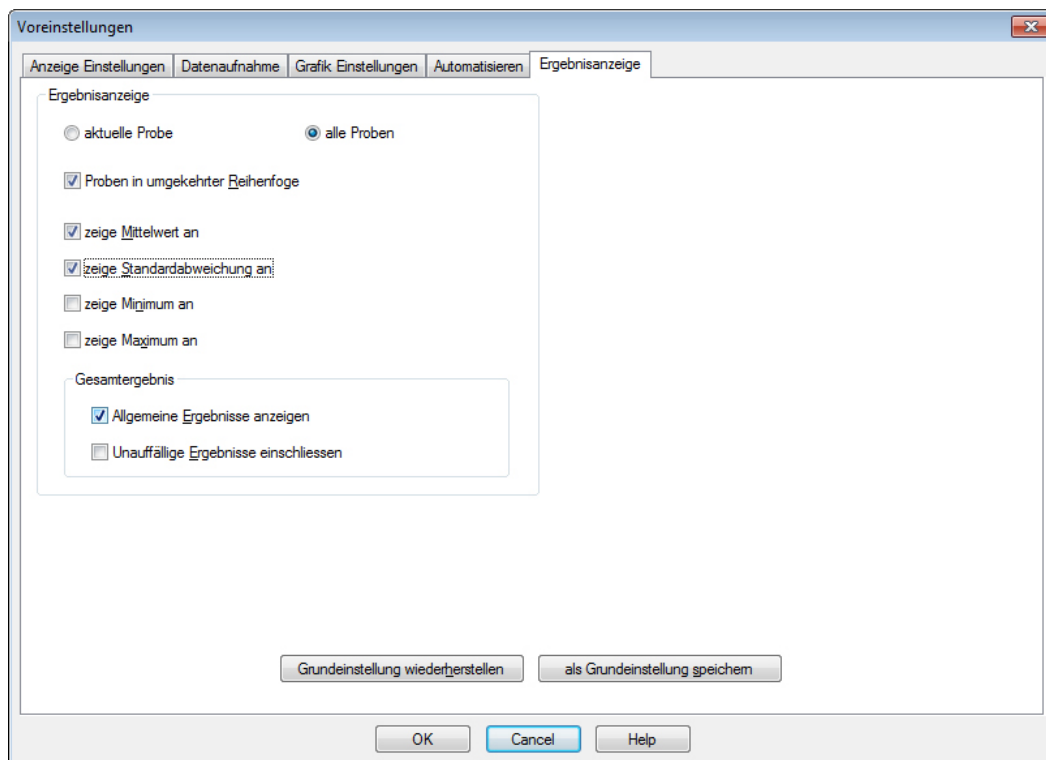 Voreinstellungen
Anzeige Einstellungen Datenaufnahme Grafik Einstellungen Automatisieren Ergebnisanzeige
Ergebnisanzeige
aktuelle Probe alle Proben
Proben in umgekehrter Reihenfoge
zeige Mittelwert an
zeige Standardabweichung an
zeige Minimum an
zeige Maximum an
Gesamtergebnis
Allgemeine Ergebnisse anzeigen
Unauffällige Ergebnisse einschliessen
Grundeinstellung wiederherstellen als Grundeinstellung speichern
OK Cancel Help